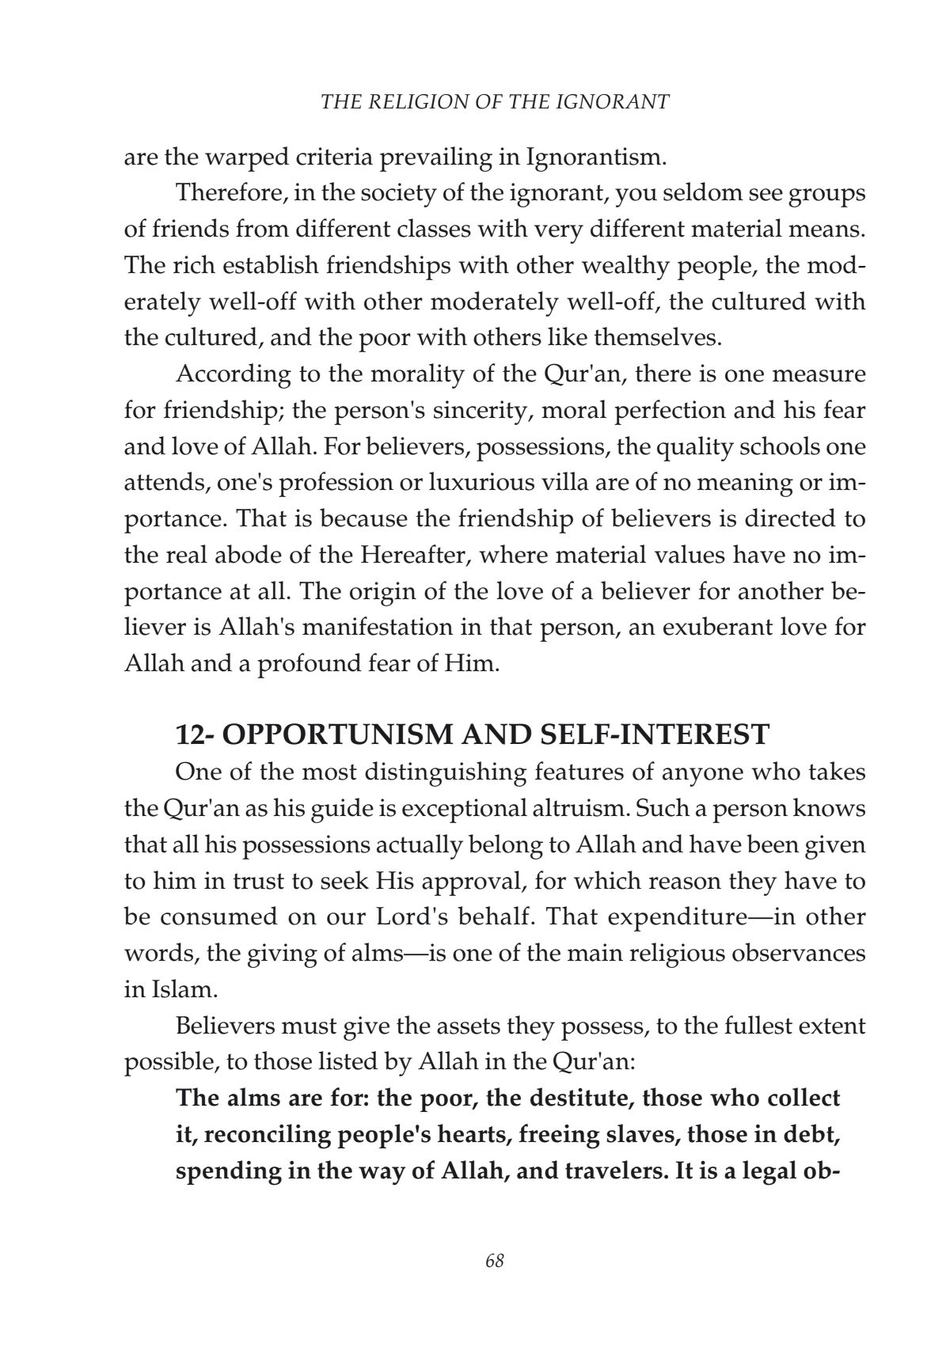 THE RELIGION OF THE IGNORANT
are the warped criteria prevailing in Ignorantism.
Therefore, in the society of the ignorant, you seldom see groups
of friends from different classes with very different material means.
The rich establish friendships with other wealthy people, the mod-
erately well-off with other moderately well-off, the cultured with
the cultured, and the poor with others like themselves.
According to the morality of the Qur'an, there is one measure
for friendship; the person's sincerity, moral perfection and his fear
and love of Allah. For believers, possessions, the quality schools one
attends, one's profession or luxurious villa are of no meaning or im-
portance. That is because the friendship of believers is directed to
the real abode of the Hereafter, where material values have no im-
portance at all. The origin of the love of a believer for another be-
liever is Allah's manifestation in that person, an exuberant love for
Allah and a profound fear of Him.
12- OPPORTUNISM AND SELF-INTEREST
One of the most distinguishing features of anyone who takes
the Qur'an as his guide is exceptional altruism. Such a person knows
that all his possessions actually belong to Allah and have been given
to him in trust to seek His approval, for which reason they have to
be consumed on our Lord's behalf. That expenditure—in other
words, the giving of alms—is one of the main religious observances
in Islam.
Believers must give the assets they possess, to the fullest extent
possible, to those listed by Allah in the Qur'an:
The alms are for: the poor, the destitute, those who collect
it, reconciling people's hearts, freeing slaves, those in debt,
spending in the way of Allah, and travelers. It is a legal ob-
68